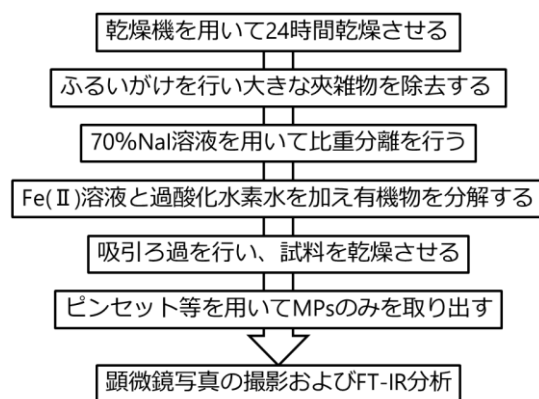 乾燥機を用いて24時間乾燥させる
ふるいがけを行い大きな夾雑物を除去する
70%NaI溶液を用いて比重分離を行う
Fe(Ⅱ)溶液と過酸化水素水を加え有機物を分解する
吸引ろ過を行い、試料を乾燥させる
ピンセット等を用いてMPsのみを取り出す
顕微鏡写真の撮影およびFT-IR分析